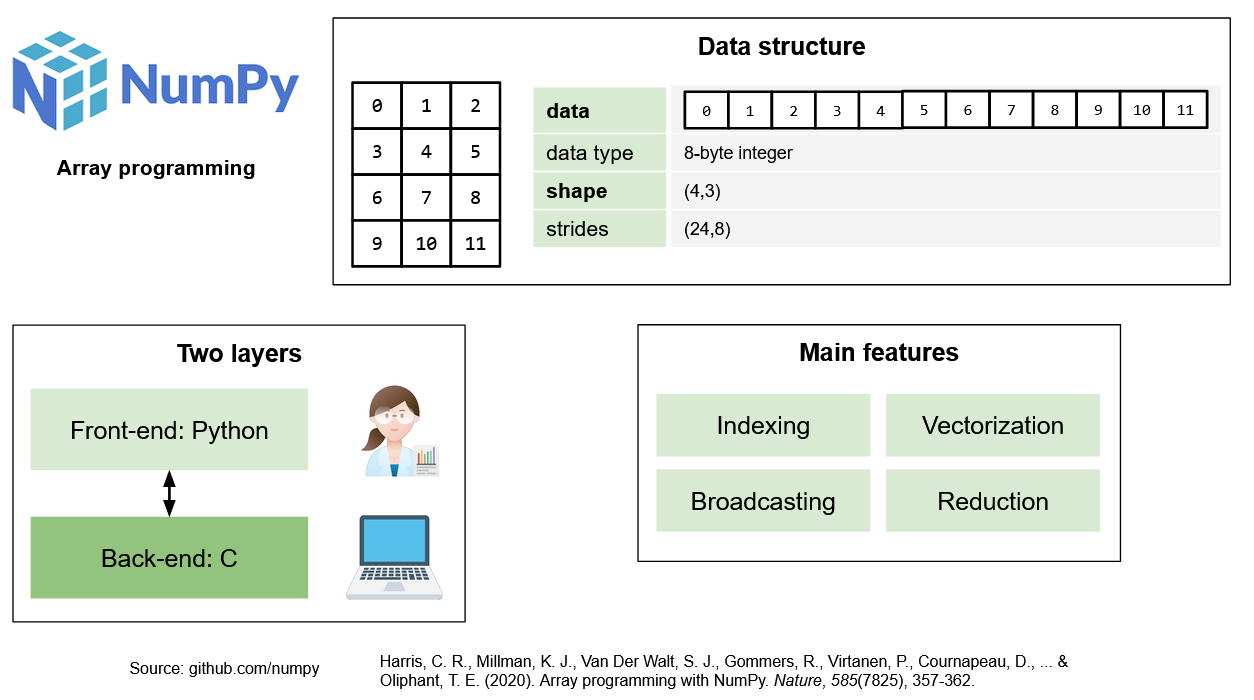 NumPy
Array programming
Data structure
0 1 2
3 4 5
6 7 8
9 10 11
data 0 1 2 3 4 5 6 7 8 9 10 11
data type 8-byte integer
shape (4,3)
strides (24,8)
Two layers
Front-end: Python
Back-end: C
Main features
Indexing Vectorization
Broadcasting Reduction
Source: github.com/numpy
Harris, C. R., Millman, K. J., Van Der Walt, S. J., Gommers, R., Virtanen, P., Cournapeau, D., ... &
Oliphant, T. E. (2020). Array programming with NumPy. Nature, 585(7825), 357-362.